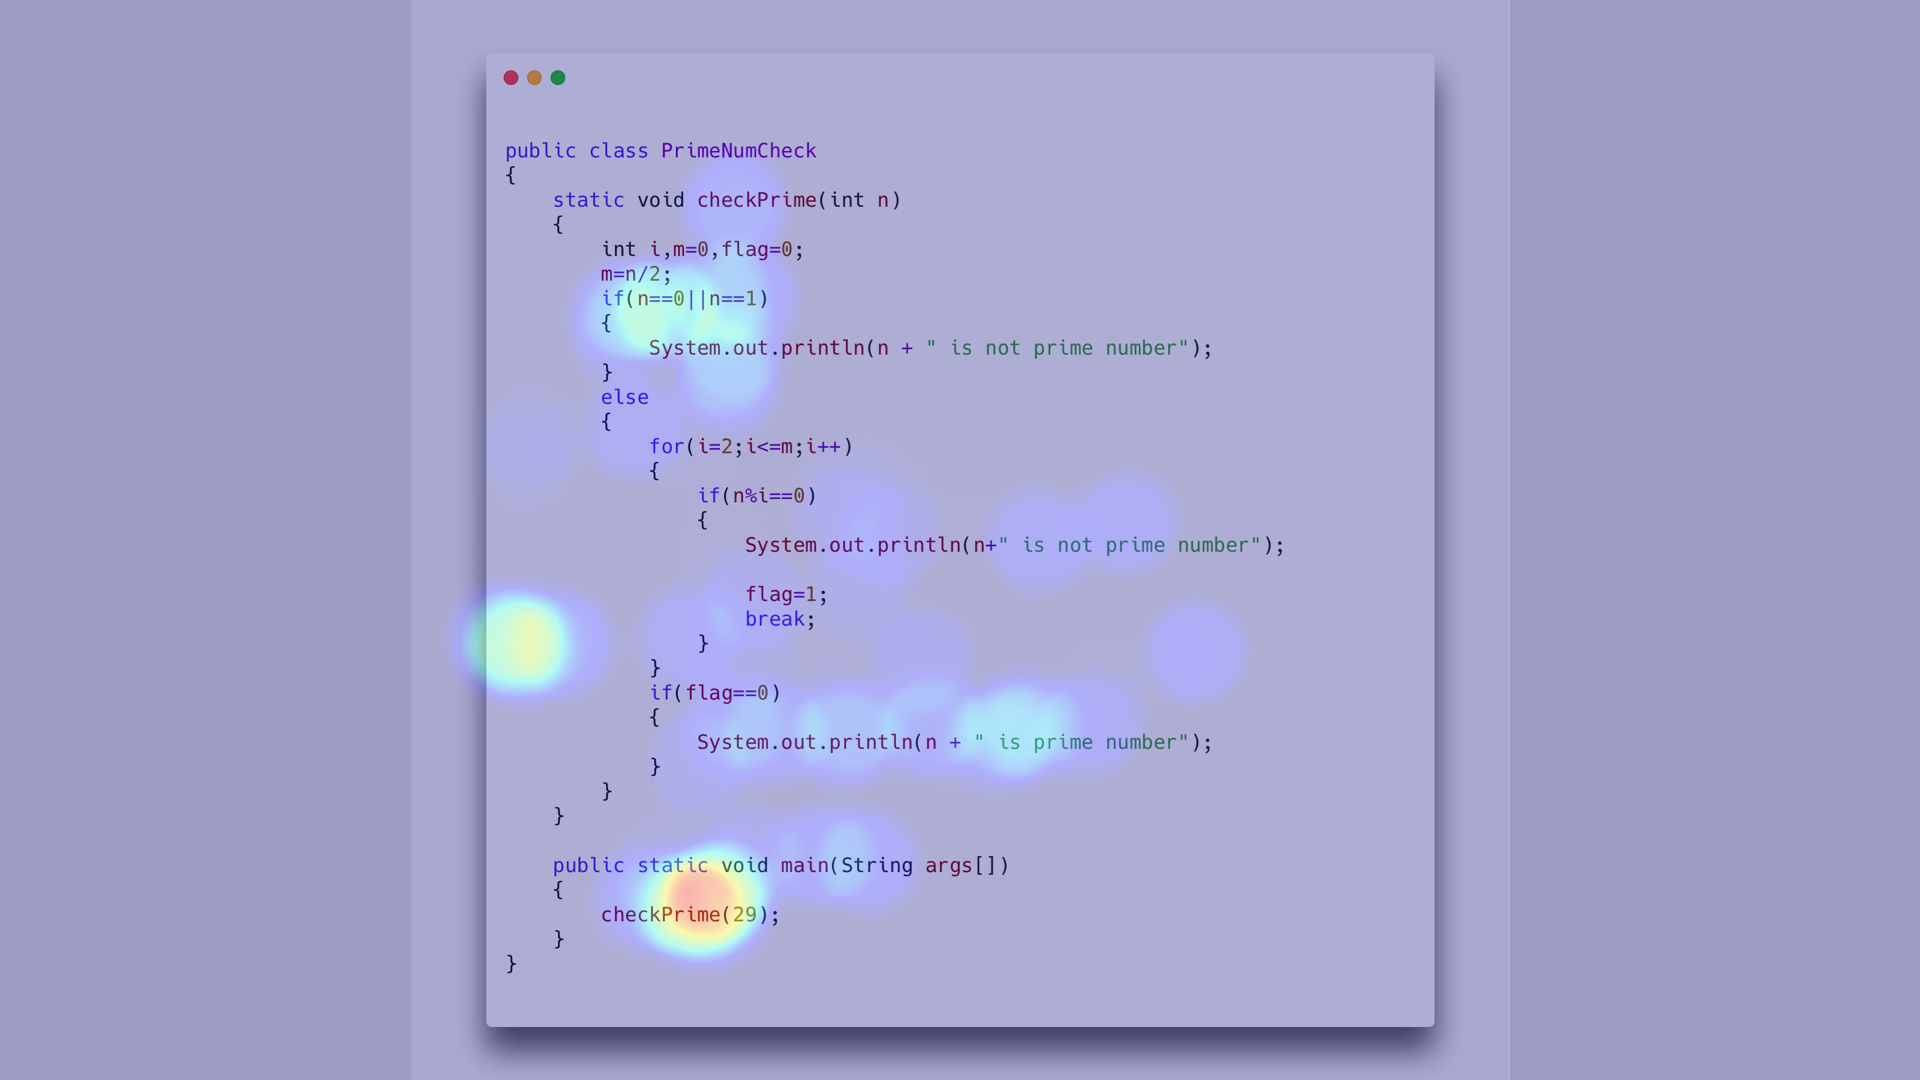 public class PrimeNumCheck
{
    static void checkPrime(int n)
    {
        int i,m=0,flag=0;
        m=n/2;
        if(n==0||n==1)
        {
            System.out.println(n + " is not prime number");
        }
        else
        {
            for(i=2;i<=m;i++)
            {
                if(n%i==0)
                {
                    System.out.println(n+" is not prime number");

                    flag=1;
                    break;
                }
            }
            if(flag==0)
            {
                System.out.println(n + " is prime number");
            }
        }
    }

    public static void main(String args[])
    {
        checkPrime(29);
    }
}